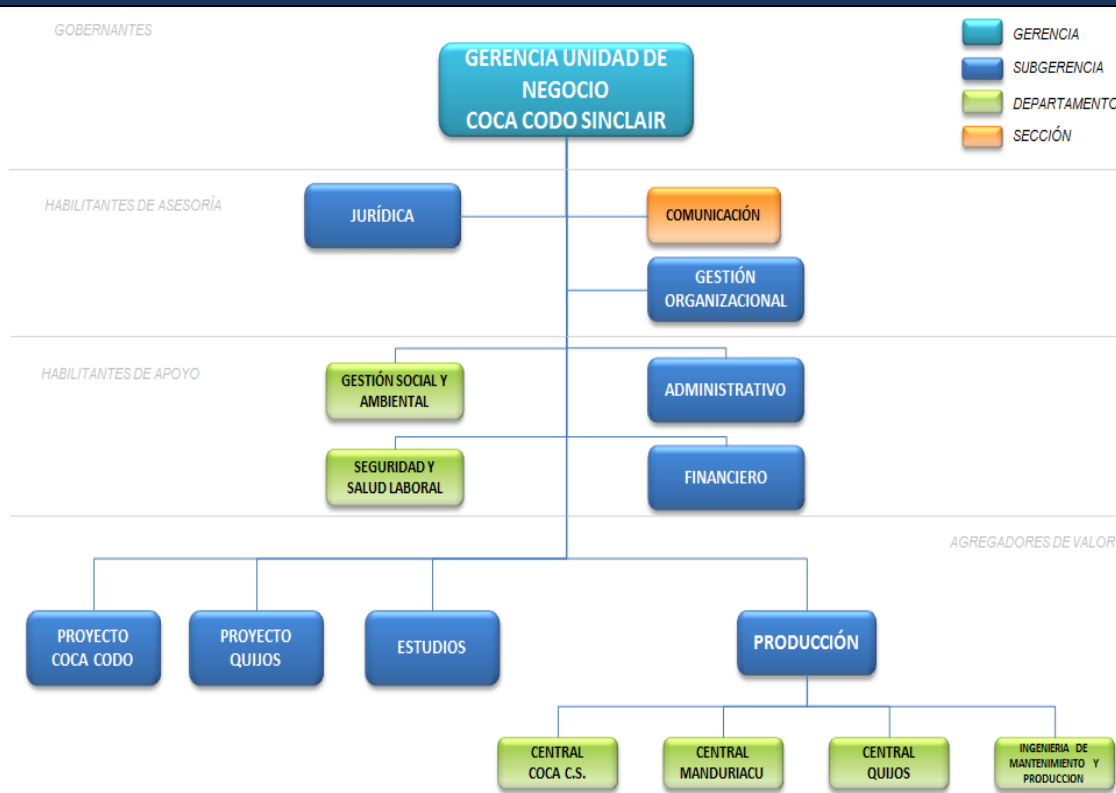 GOBERNANTES
GERENCIA UNIDAD DE
NEGOCIO
COCA CODO SINCLAIR
GERENCIA
SUBGERENCIA
DEPARTAMENTO
SECCIÓN
HABILITANTES DE ASESORÍA
JURÍDICA
COMUNICACIÓN
GESTIÓN
ORGANIZACIONAL
HABILITANTES DE APOYO
GESTIÓN SOCIAL Y
AMBIENTAL
ADMINISTRATIVO
SEGURIDAD Y
SALUD LABORAL
FINANCIERO
AGREGADORES DE VALOR
PROYECTO
COCA CODO
PROYECTO
QUIJOS
ESTUDIOS
PRODUCCIÓN
CENTRAL
COCA C.S.
CENTRAL
MANDURIACU
CENTRAL
QUIJOS
INGENIERIA DE
MANTENIMIENTO Y
PRODUCCION